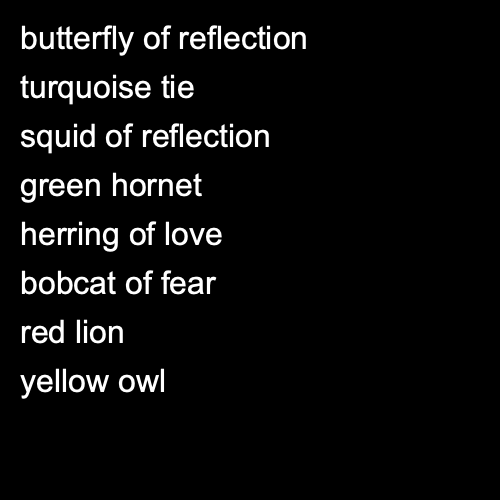 butterfly of reflection
turquoise tie
squid of reflection
green hornet
herring of love
bobcat of fear
red lion
yellow owl